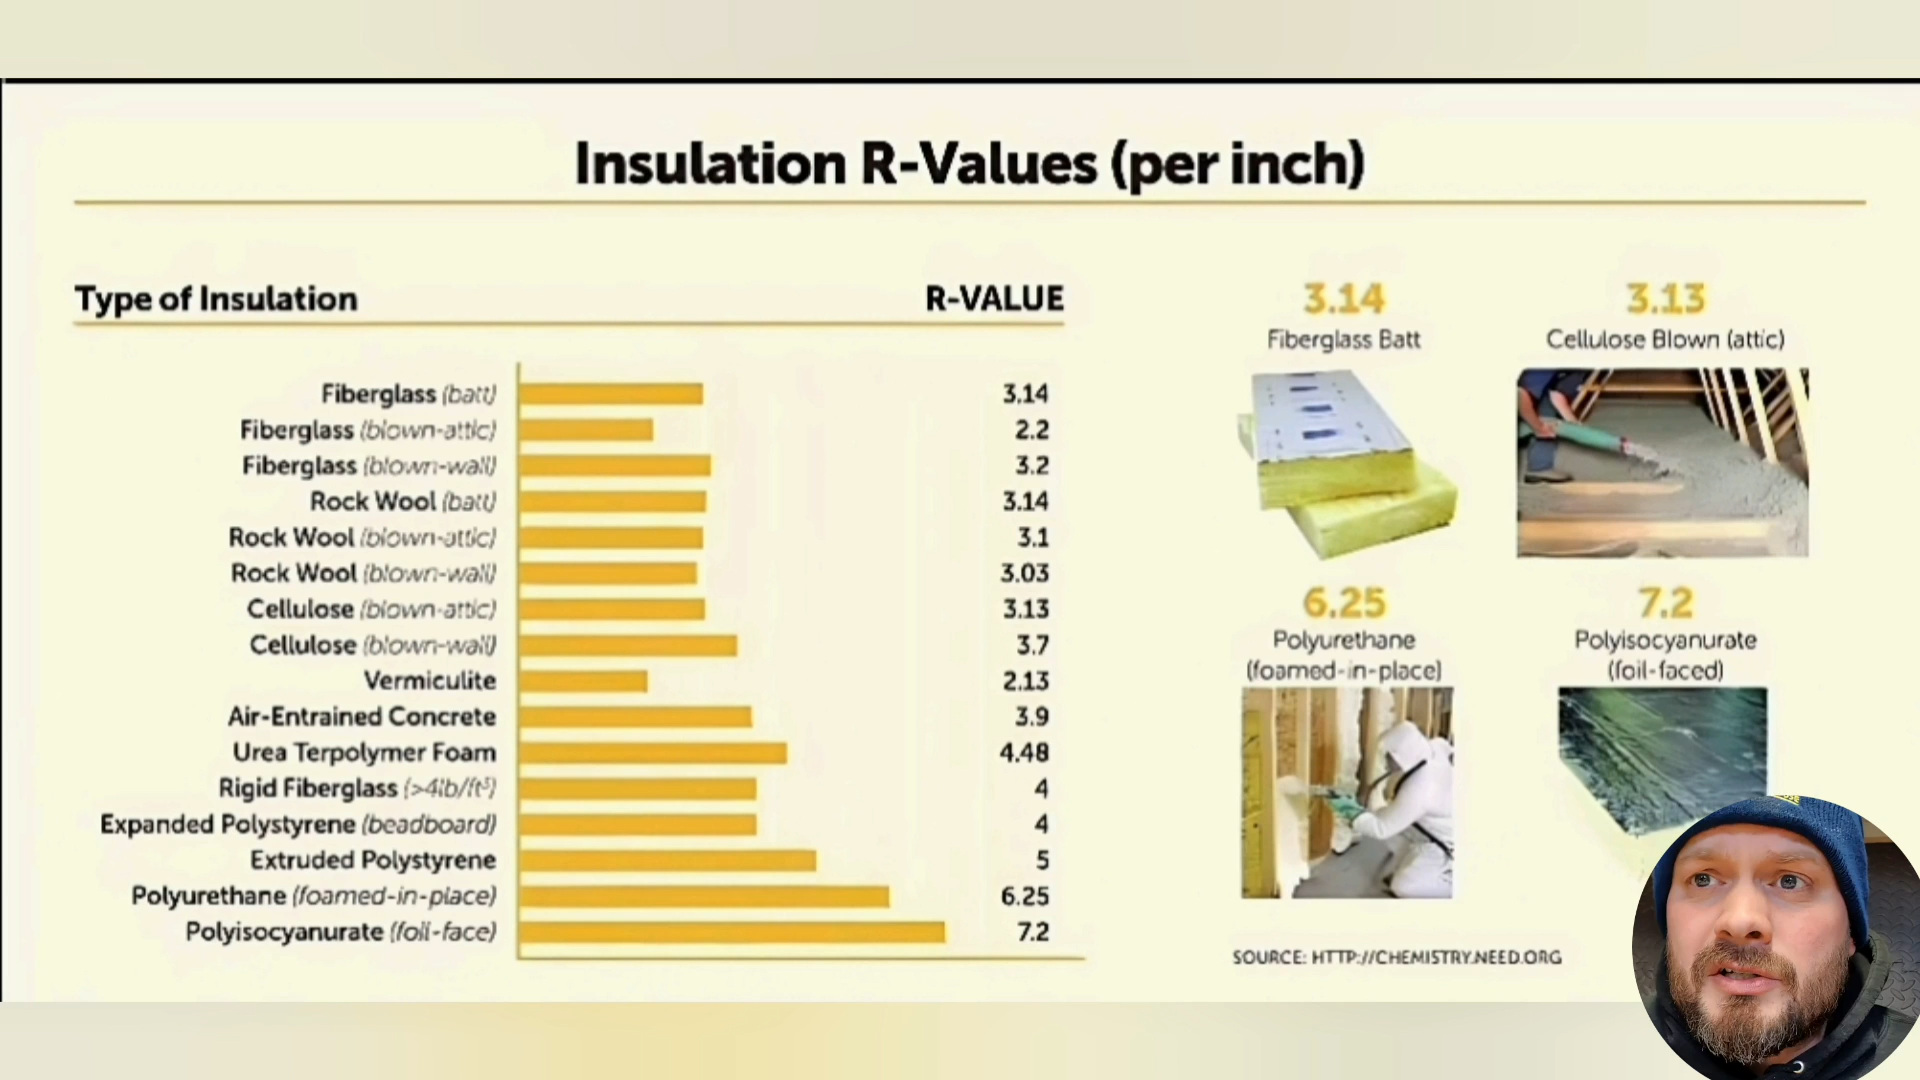 Insulation R-Values (per inch)
Type of Insulation R-VALUE
Fiberglass (batt) 3.14
Fiberglass (blown-attic) 2.2
Fiberglass (blown-wall) 3.2
Rock Wool (batt) 3.14
Rock Wool (blown-attic) 3.1
Rock Wool (blown-wall) 3.03
Cellulose (blown-attic) 3.13
Cellulose (blown-wall) 3.7
Vermiculite 2.13
Air-Entrained Concrete 3.9
Urea Terpolymer Foam 4.48
Rigid Fiberglass (>4lb/ft³) 4
Expanded Polystyrene (beadboard) 4
Extruded Polystyrene 5
Polyurethane (foamed-in-place) 6.25
Polyisocyanurate (foil-face) 7.2
3.14
Fiberglass Batt
3.13
Cellulose Blown (attic)
6.25
Polyurethane
(foamed-in-place)
7.2
Polyisocyanurate
(foil-faced)
SOURCE: HTTP://CHEMISTRY.NEED.ORG